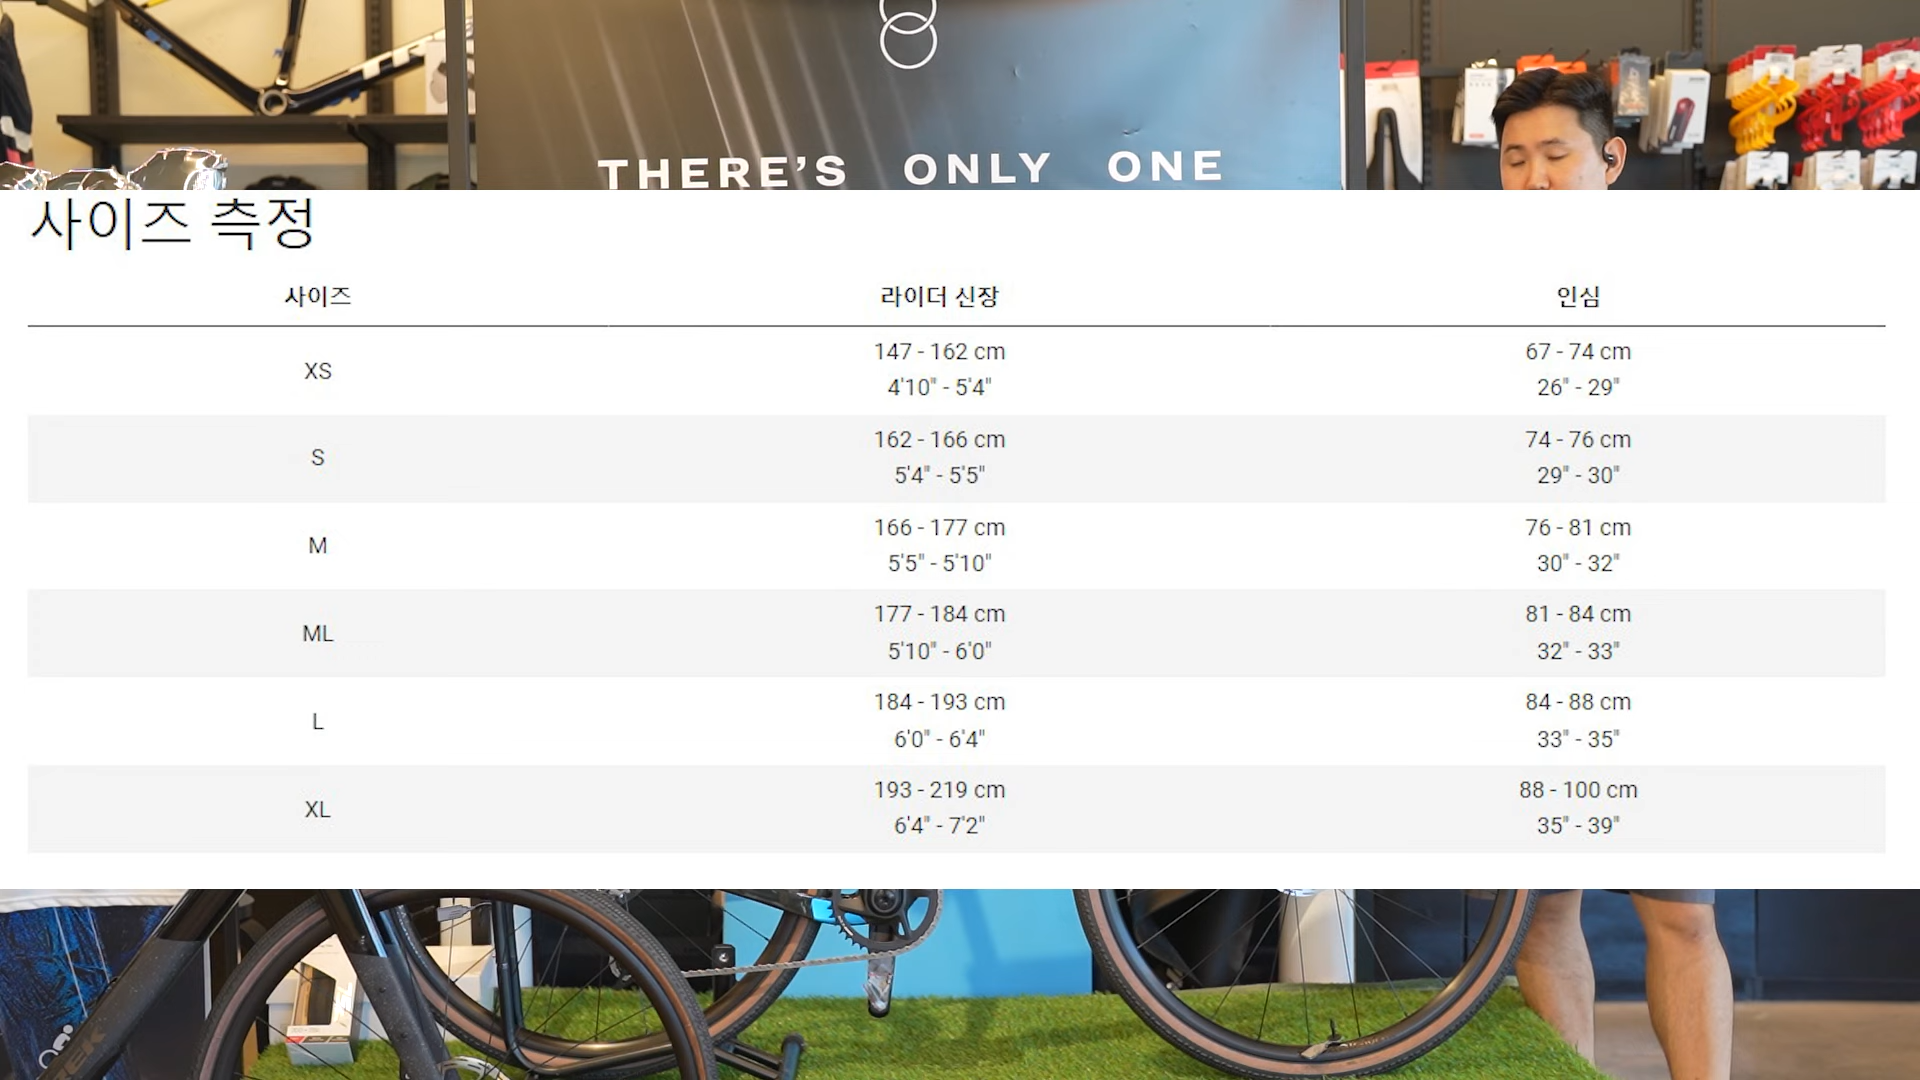 THERE’S ONLY ONE
사이즈 측정
사이즈 라이더 신장 인심
XS 147 - 162 cm 67 - 74 cm
4'10" - 5'4" 26" - 29"
S 162 - 166 cm 74 - 76 cm
5'4" - 5'5" 29" - 30"
M 166 - 177 cm 76 - 81 cm
5'5" - 5'10" 30" - 32"
ML 177 - 184 cm 81 - 84 cm
5'10" - 6'0" 32" - 33"
L 184 - 193 cm 84 - 88 cm
6'0" - 6'4" 33" - 35"
XL 193 - 219 cm 88 - 100 cm
6'4" - 7'2" 35" - 39"